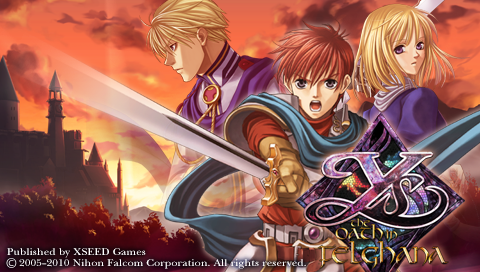 Ys
the
OATH in
FELGHANA
Published by XSEED Games
© 2005-2010 Nihon Falcom Corporation. All rights reserved.